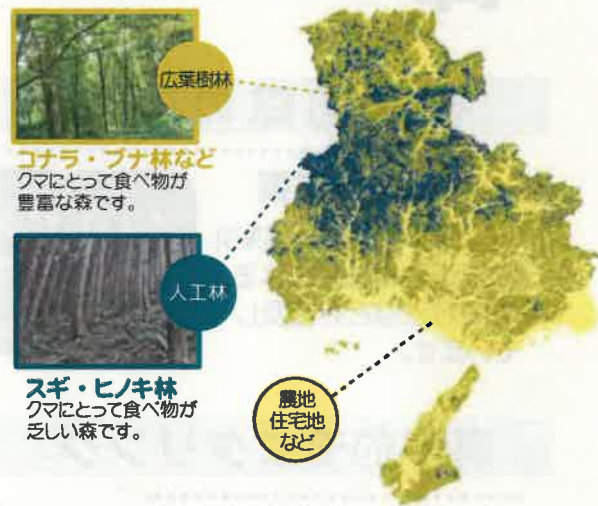 広葉樹林
コナラ・ブナ林など
クマにとって食べ物が
豊富な森です。
人工林
スギ・ヒノキ林
クマにとって食べ物が
乏しい森です。
農地
住宅地
など